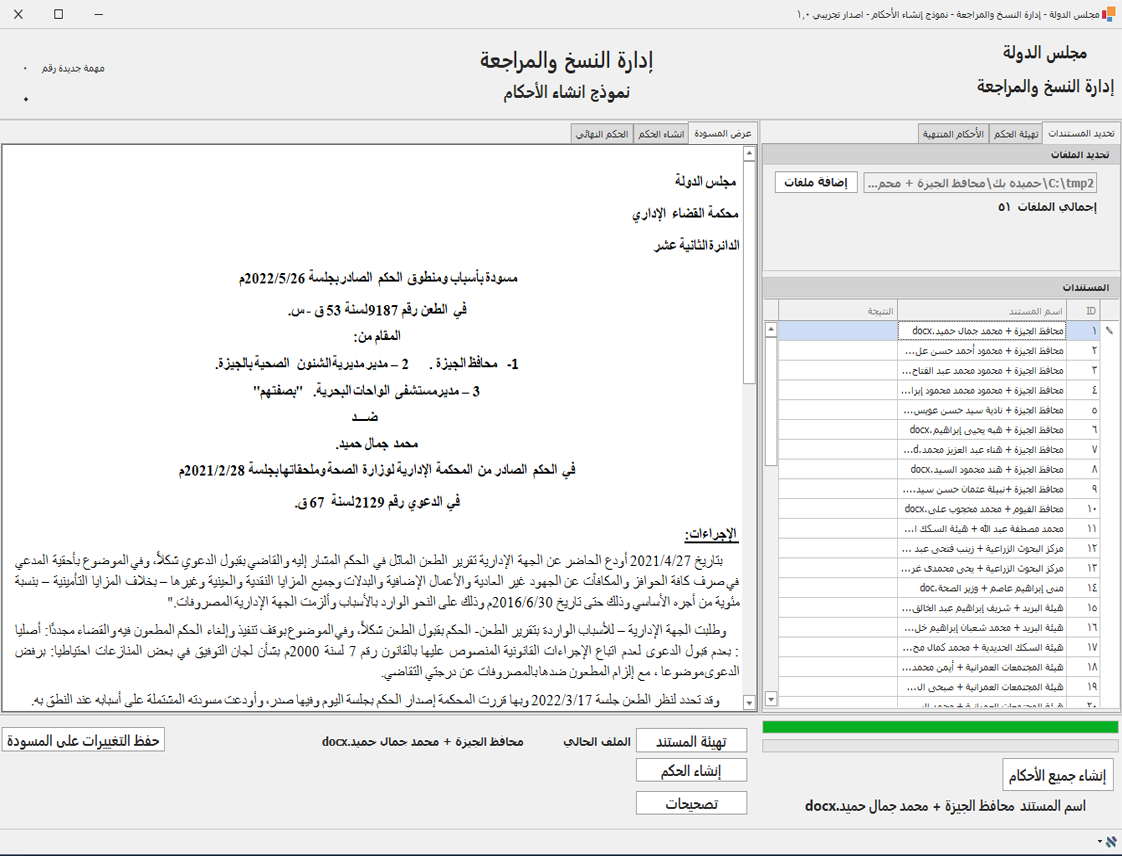 مجلس الدولة - إدارة النسخ والمراجعة - نموذج إنشاء الأحكام - اصدار تجريبي ١,٠
مجلس الدولة
إدارة النسخ والمراجعة
إدارة النسخ والمراجعة
نموذج انشاء الأحكام
مهمة جديدة رقم ٠
تحديد المستندات
تهيئة الحكم
الأحكام المنتهية
تحديد الملفات
C:\tmp2\حميده بك\محافظ الجيزة + محم...
إضافة ملفات
إجمالي الملفات ٥١
المستندات
ID اسم المستند النتيجة
١ محافظ الجيزة + محمد جمال حميد.docx
٢ محافظ الجيزة + محمود أحمد حسن عل...
٣ محافظ الجيزة + محمود محمد عبد الفتاح...
٤ محافظ الجيزة + محمود محمد محمود إبرا...
٥ محافظ الجيزة + نادية سيد حسن عويس...
٦ محافظ الجيزة + هبه يحيى إبراهيم.docx
٧ محافظ الجيزة + هناء عبد العزيز محمد.d...
٨ محافظ الجيزة + هند محمود السيد.docx
٩ محافظ الجيزة +نبيلة عثمان حسن سيد....
١٠ محافظ الفيوم + محمد محجوب على.docx
١١ محمد مصطفة عبد الله + هيئة السكك ا...
١٢ مركز البحوث الزراعية + زينب فتحى عبد ...
١٣ مركز البحوث الزراعية + يحى محمدى غر...
١٤ منى إبراهيم عاصم + وزير الصحة.doc
١٥ هيئة البريد + شريف إبراهيم عبد الخالق...
١٦ هيئة البريد + محمد شعبان إبراهيم خل...
١٧ هيئة السكك الحديدية + محمد كمال مح...
١٨ هيئة المجتمعات العمرانية + أيمن محمد...
١٩ هيئة المجتمعات العمرانية + صبحى ال...
٢٠ هيئة المجتمعات العمرانية + محمد
إنشاء جميع الأحكام
اسم المستند محافظ الجيزة + محمد جمال حميد.docx
عرض المسودة
انشاء الحكم
الحكم النهائي
مجلس الدولة
محكمة القضاء الإداري
الدائرة الثانية عشر
مسودة بأسباب ومنطوق الحكم الصادر بجلسة 2022/5/26م
في الطعن رقم 9187لسنة 53 ق - س.
المقام من:
1- محافظ الجيزة . 2 – مدير مديرية الشئون الصحية بالجيزة.
3 – مدير مستشفى الواحات البحرية. "بصفتهم"
ضـــد
محمد جمال حميد.
في الحكم الصادر من المحكمة الإدارية لوزارة الصحة وملحقاتها بجلسة 2021/2/28م
في الدعوي رقم 2129لسنة 67 ق.
الإجراءات:
بتاريخ 2021/4/27 أودع الحاضر عن الجهة الإدارية تقرير الطعن الماثل في الحكم المشار إليه والقاضي بقبول الدعوي شكلاً، وفي الموضوع بأحقية المدعي
في صرف كافة الحوافز والمكافآت عن الجهود غير العادية والأعمال الإضافية والبدلات وجميع المزايا النقدية والعينية وغيرها – بخلاف المزايا التأمينية – بنسبة
مئوية من أجره الأساسي وذلك حتى تاريخ 2016/6/30م وذلك على النحو الوارد بالأسباب وألزمت الجهة الإدارية المصروفات."
وطلبت الجهة الإدارية – للأسباب الواردة بتقرير الطعن- الحكم بقبول الطعن شكلاً، وفي الموضوع بوقف تنفيذ وإلغاء الحكم المطعون فيه والقضاء مجدداً: أصليا
: بعدم قبول الدعوى لعدم اتباع الإجراءات القانونية المنصوص عليها بالقانون رقم 7 لسنة 2000م بشأن لجان التوفيق في بعض المنازعات احتياطيا: برفض
الدعوى موضوعا ، مع إلزام المطعون ضدها بالمصروفات عن درجتي التقاضي.
وقد تحدد لنظر الطعن جلسة 2022/3/17 وبها قررت المحكمة إصدار الحكم بجلسة اليوم وفيها صدر، وأودعت مسودته المشتملة على أسبابه عند النطق به.
تهيئة المستند
الملف الحالي محافظ الجيزة + محمد جمال حميد.docx
حفظ التغييرات على المسودة
إنشاء الحكم
تصحيحات